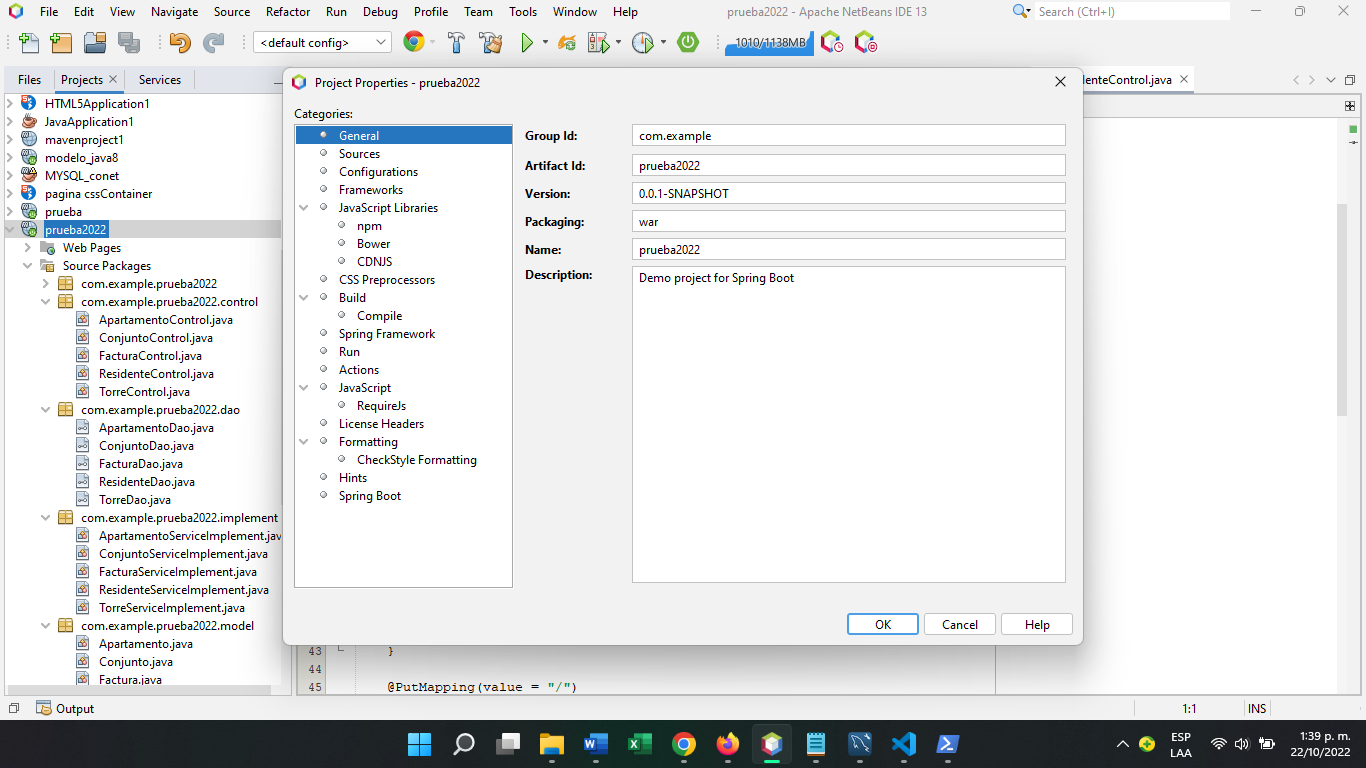 File Edit View Navigate Source Refactor Run Debug Profile Team Tools Window Help
prueba2022 - Apache NetBeans IDE 13
Search (Ctrl+I)
<default config>
1010/1138MB
Files Projects Services
denteControl.java
HTML5Application1
JavaApplication1
mavenproject1
modelo_java8
MYSQL_conet
pagina cssContainer
prueba
prueba2022
Web Pages
Source Packages
com.example.prueba2022
com.example.prueba2022.control
ApartamentoControl.java
ConjuntoControl.java
FacturaControl.java
ResidenteControl.java
TorreControl.java
com.example.prueba2022.dao
ApartamentoDao.java
ConjuntoDao.java
FacturaDao.java
ResidenteDao.java
TorreDao.java
com.example.prueba2022.implement
ApartamentoServiceImplement.jav
ConjuntoServiceImplement.java
FacturaServiceImplement.java
ResidenteServiceImplement.java
TorreServiceImplement.java
com.example.prueba2022.model
Apartamento.java
Conjunto.java
Factura.java
Project Properties - prueba2022
Categories:
General
Sources
Configurations
Frameworks
JavaScript Libraries
npm
Bower
CDNJS
CSS Preprocessors
Build
Compile
Spring Framework
Run
Actions
JavaScript
RequireJs
License Headers
Formatting
CheckStyle Formatting
Hints
Spring Boot
Group Id: com.example
Artifact Id: prueba2022
Version: 0.0.1-SNAPSHOT
Packaging: war
Name: prueba2022
Description: Demo project for Spring Boot
OK Cancel Help
43 }
44
45 @PutMapping(value = "/")
Output
1:1 INS
ESP
LAA
1:39 p. m.
22/10/2022